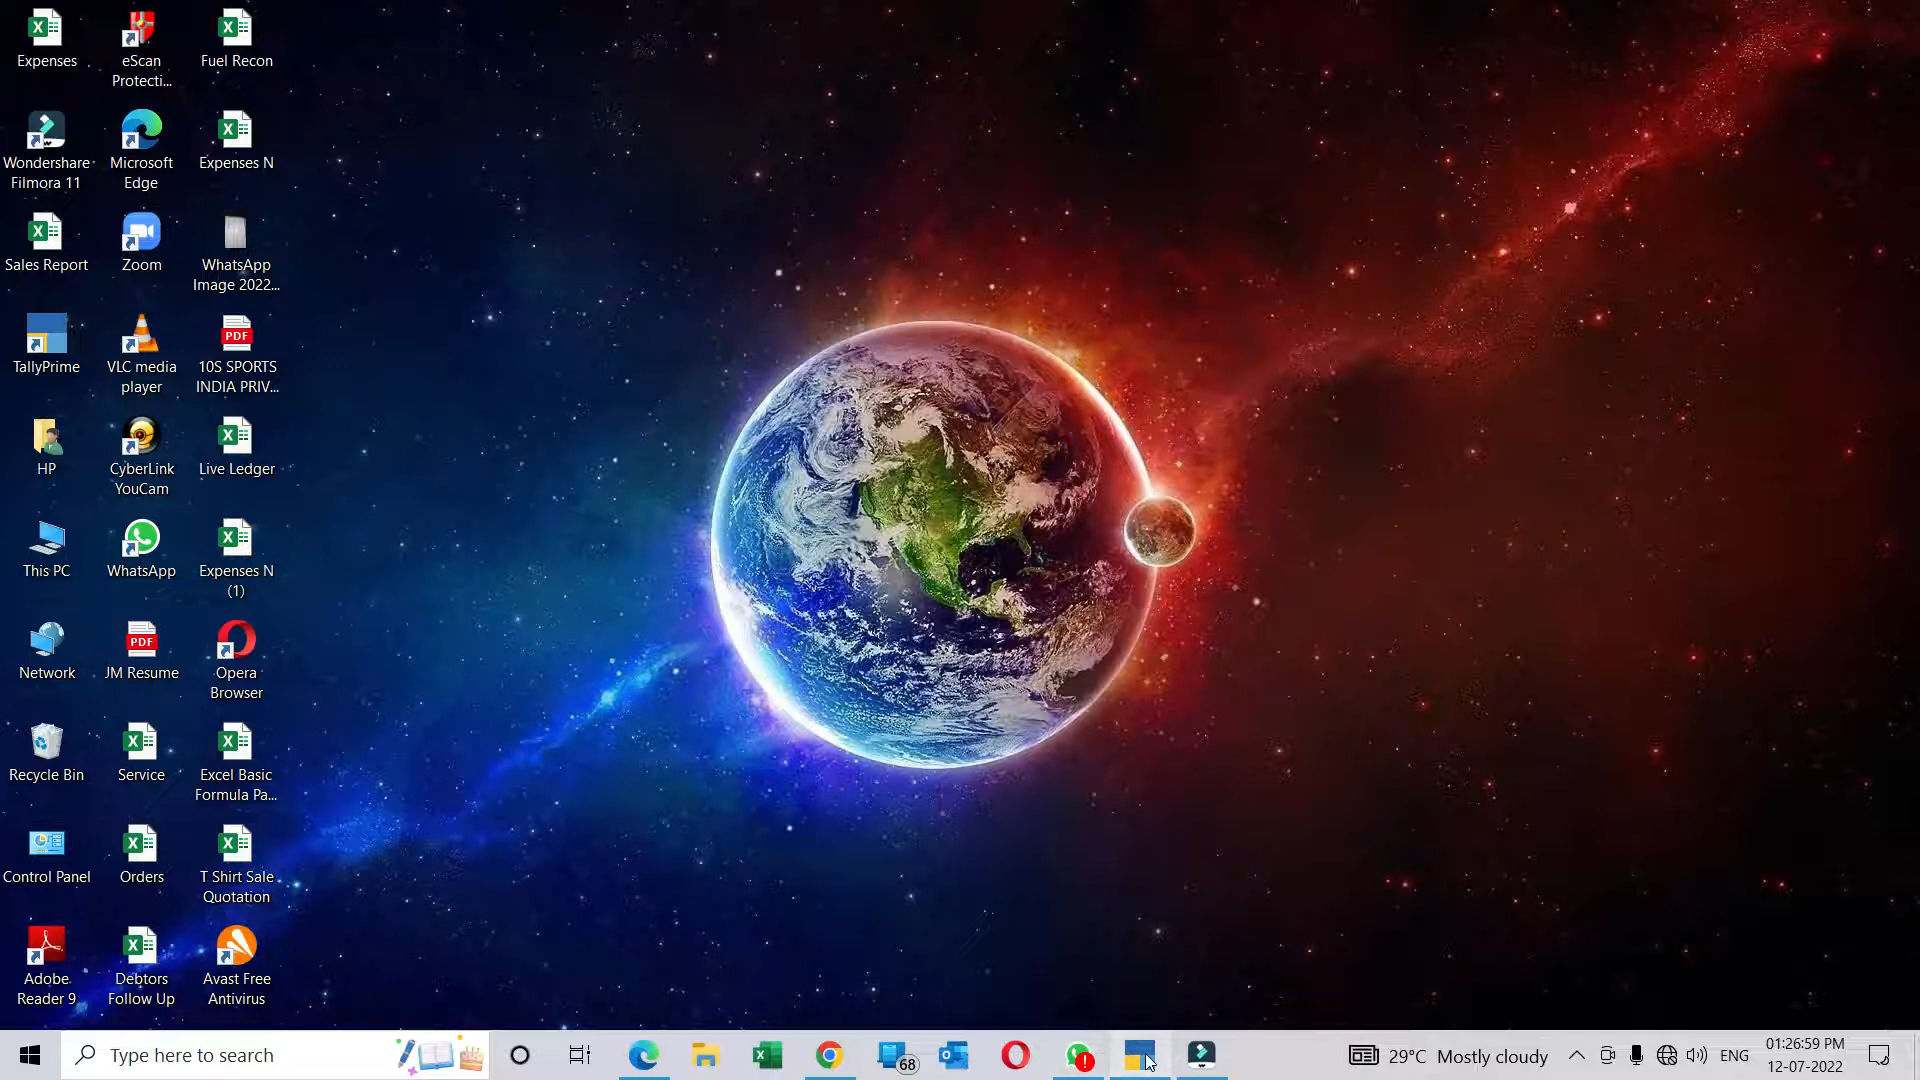 Expenses
eScan
Protecti...
Fuel Recon
Wondershare
Filmora 11
Microsoft
Edge
Expenses N
Sales Report
Zoom
WhatsApp
Image 2022...
TallyPrime
VLC media
player
PDF
10S SPORTS
INDIA PRIV...
HP
CyberLink
YouCam
Live Ledger
This PC
WhatsApp
Expenses N
(1)
Network
PDF
JM Resume
Opera
Browser
Recycle Bin
Service
Excel Basic
Formula Pa...
Control Panel
Orders
T Shirt Sale
Quotation
Adobe
Reader 9
Debtors
Follow Up
Avast Free
Antivirus
Type here to search
68
29°C Mostly cloudy
ENG
01:26:59 PM
12-07-2022